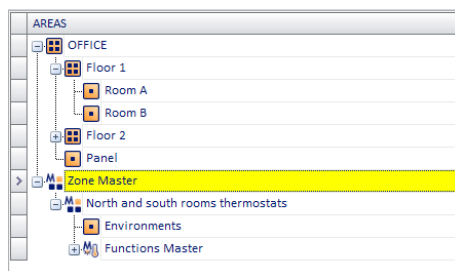 AREAS
OFFICE
Floor 1
Room A
Room B
Floor 2
Panel
Zone Master
North and south rooms thermostats
Environments
Functions Master